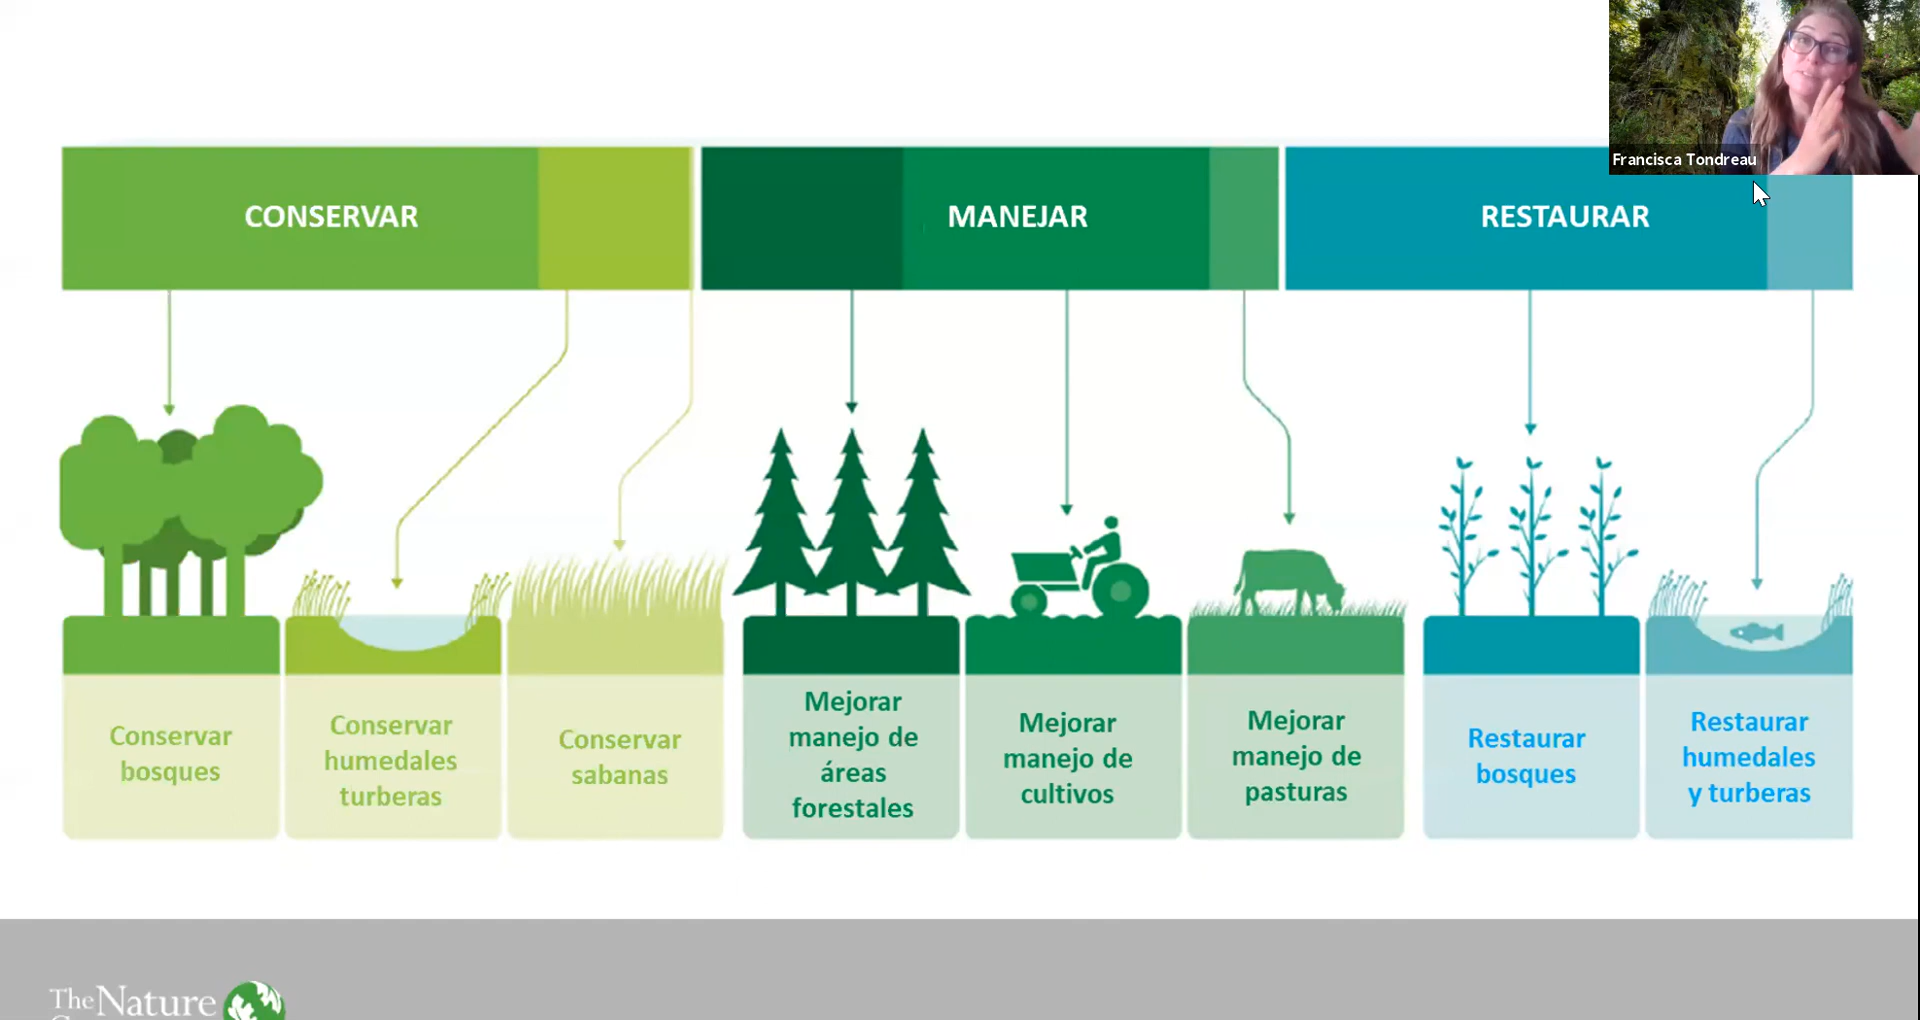 Francisca Tondreau
CONSERVAR
MANEJAR
RESTAURAR
Conservar
bosques
Conservar
humedales
turberas
Conservar
sabanas
Mejorar
manejo de
áreas
forestales
Mejorar
manejo de
cultivos
Mejorar
manejo de
pasturas
Restaurar
bosques
Restaurar
humedales
y turberas
The Nature